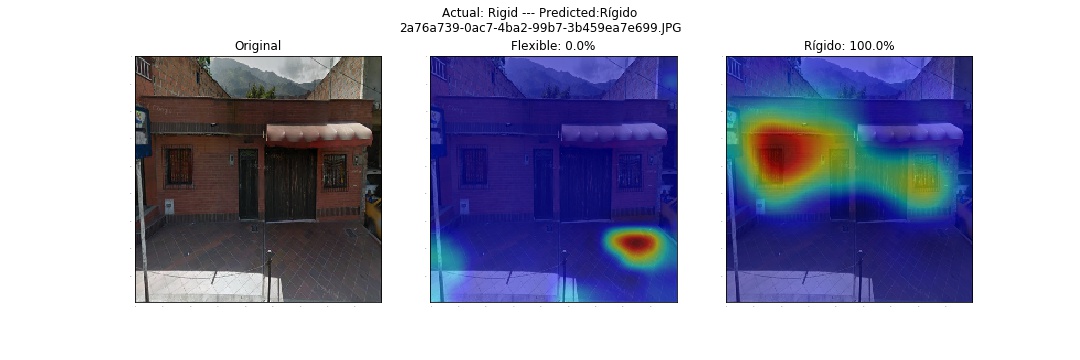 Actual: Rigid --- Predicted:Rígido
2a76a739-0ac7-4ba2-99b7-3b459ea7e699.JPG
Original
Flexible: 0.0%
Rígido: 100.0%